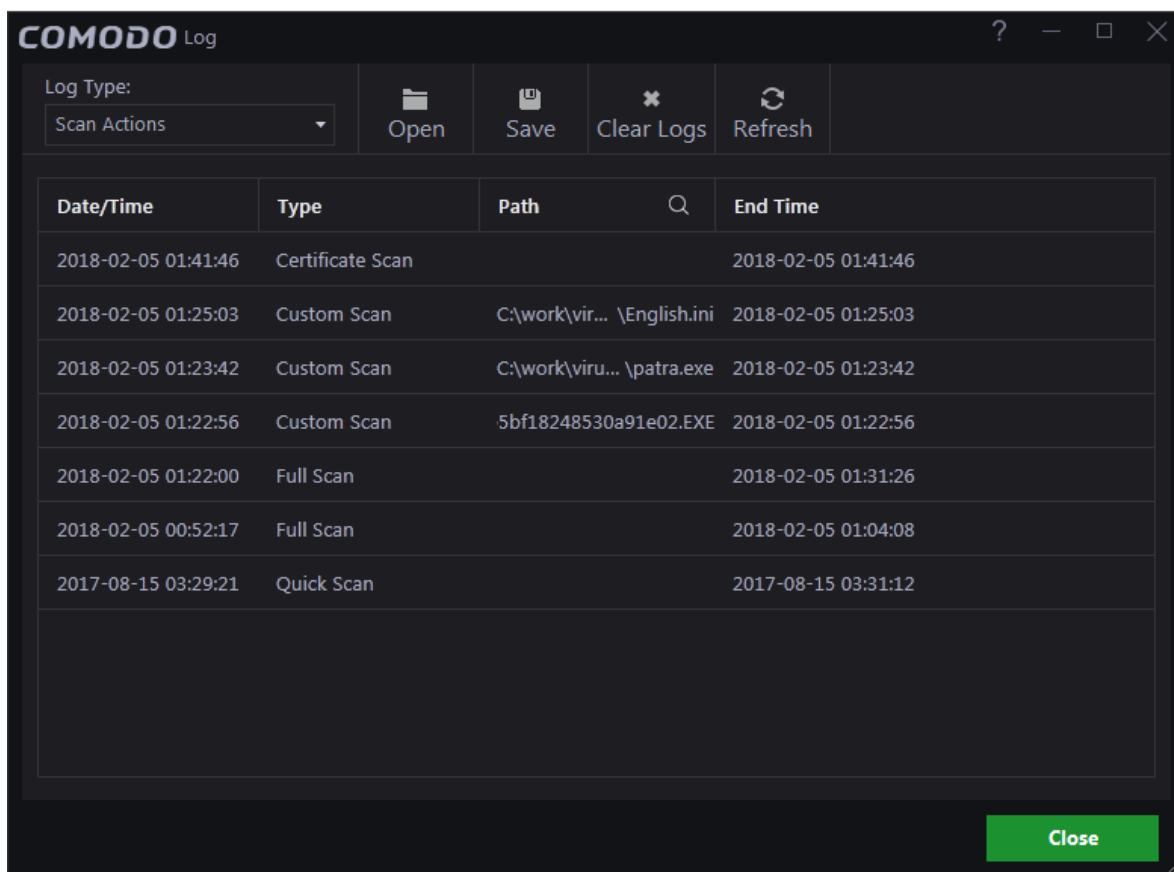 COMODO Log
?
Log Type:
Scan Actions
Open
Save
Clear Logs
Refresh
Date/Time Type Path End Time
2018-02-05 01:41:46 Certificate Scan 2018-02-05 01:41:46
2018-02-05 01:25:03 Custom Scan C:\work\vir... \English.ini 2018-02-05 01:25:03
2018-02-05 01:23:42 Custom Scan C:\work\viru... \patra.exe 2018-02-05 01:23:42
2018-02-05 01:22:56 Custom Scan 5bf18248530a91e02.EXE 2018-02-05 01:22:56
2018-02-05 01:22:00 Full Scan 2018-02-05 01:31:26
2018-02-05 00:52:17 Full Scan 2018-02-05 01:04:08
2017-08-15 03:29:21 Quick Scan 2017-08-15 03:31:12
Close